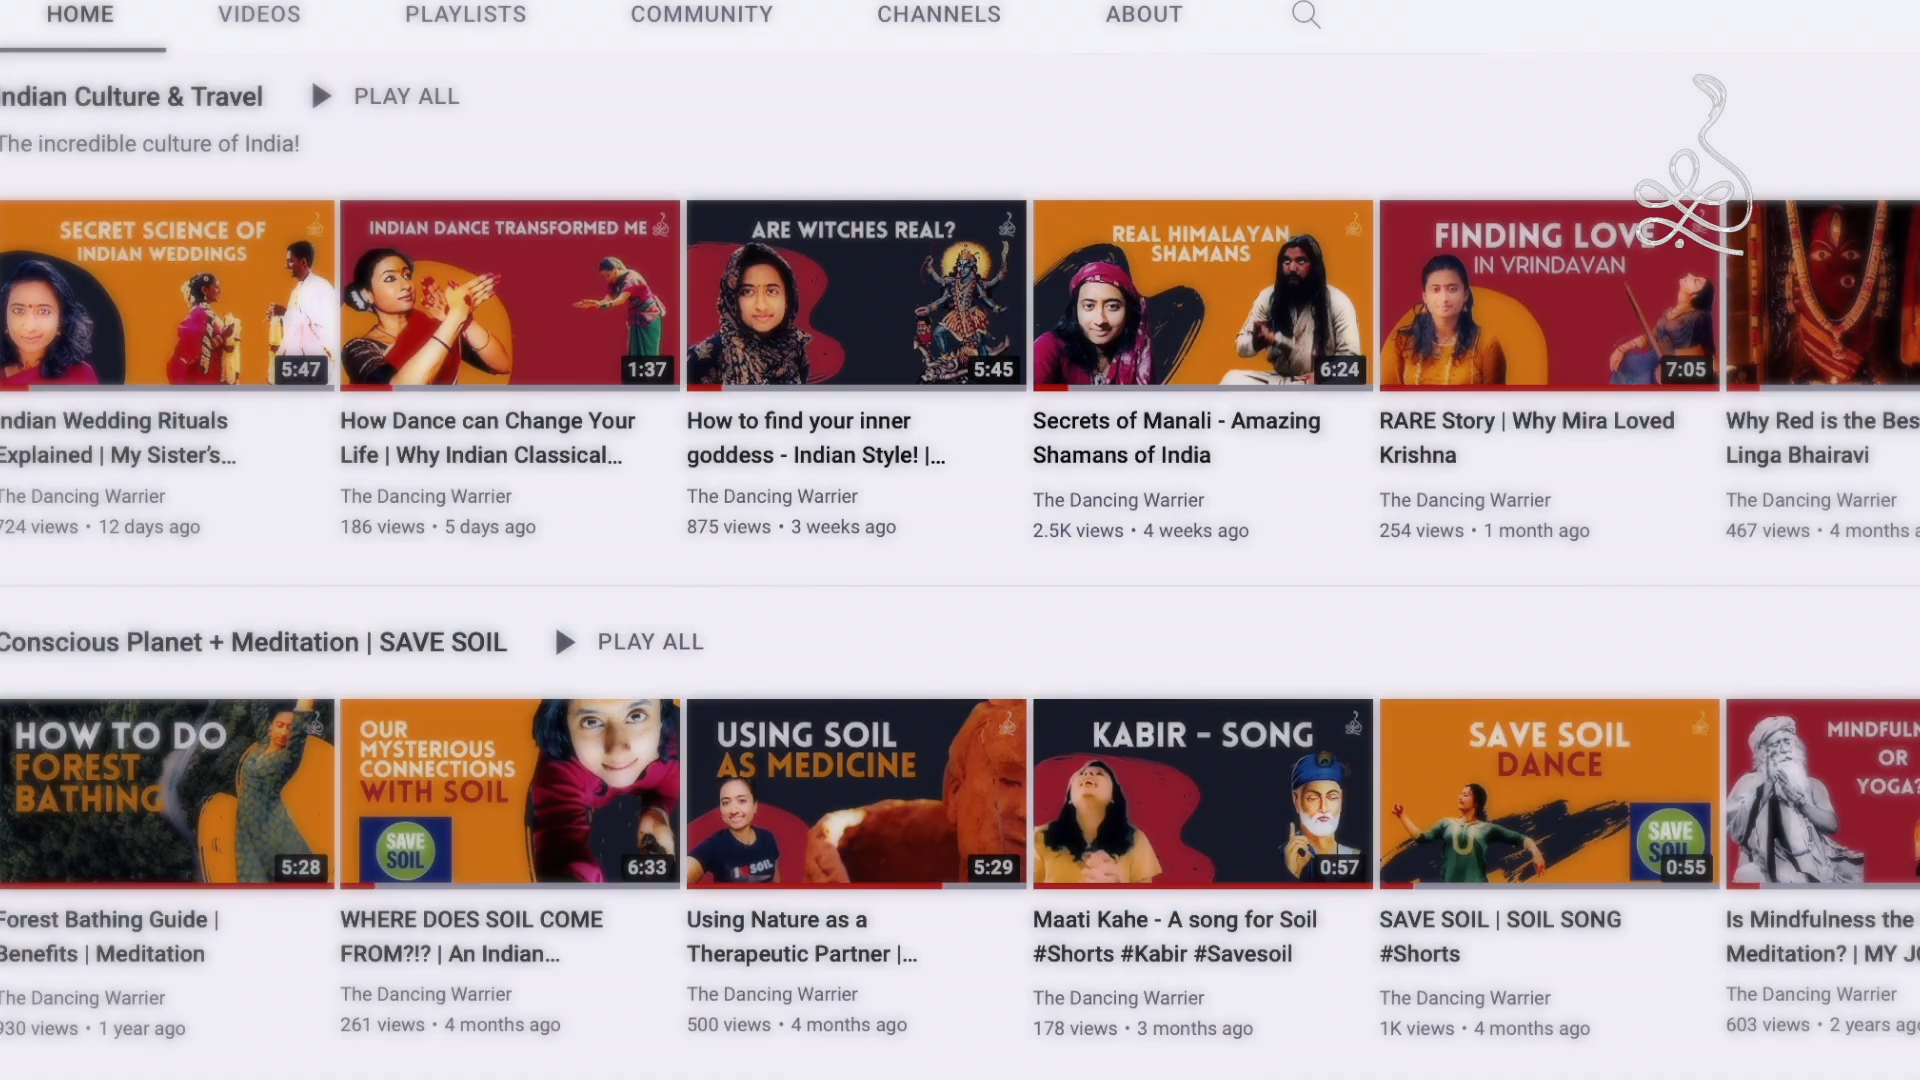 HOME VIDEOS PLAYLISTS COMMUNITY CHANNELS ABOUT
ndian Culture & Travel PLAY ALL
The incredible culture of India!
SECRET SCIENCE OF
INDIAN WEDDINGS
5:47
INDIAN DANCE TRANSFORMED ME
1:37
ARE WITCHES REAL?
5:45
REAL HIMALAYAN
SHAMANS
6:24
FINDING LOVE
IN VRINDAVAN
7:05
ndian Wedding Rituals
Explained | My Sister's...
The Dancing Warrier
724 views • 12 days ago
How Dance can Change Your
Life | Why Indian Classical...
The Dancing Warrier
186 views • 5 days ago
How to find your inner
goddess - Indian Style! |...
The Dancing Warrier
875 views • 3 weeks ago
Secrets of Manali - Amazing
Shamans of India
The Dancing Warrier
2.5K views • 4 weeks ago
RARE Story | Why Mira Loved
Krishna
The Dancing Warrier
254 views • 1 month ago
Why Red is the Bes
Linga Bhairavi
The Dancing Warrier
467 views • 4 months a
Conscious Planet + Meditation | SAVE SOIL PLAY ALL
HOW TO DO
FOREST
BATHING
5:28
OUR
MYSTERIOUS
CONNECTIONS
WITH SOIL
SAVE
SOIL
6:33
USING SOIL
AS MEDICINE
SOIL
5:29
KABIR - SONG
0:57
SAVE SOIL
DANCE
SAVE
SOIL
0:55
MINDFULN
OR
YOGA?
Forest Bathing Guide |
Benefits | Meditation
The Dancing Warrier
930 views • 1 year ago
WHERE DOES SOIL COME
FROM?!? | An Indian...
The Dancing Warrier
261 views • 4 months ago
Using Nature as a
Therapeutic Partner |...
The Dancing Warrier
500 views • 4 months ago
Maati Kahe - A song for Soil
#Shorts #Kabir #Savesoil
The Dancing Warrier
178 views • 3 months ago
SAVE SOIL | SOIL SONG
#Shorts
The Dancing Warrier
1K views • 4 months ago
Is Mindfulness the
Meditation? | MY JO
The Dancing Warrier
603 views • 2 years ago